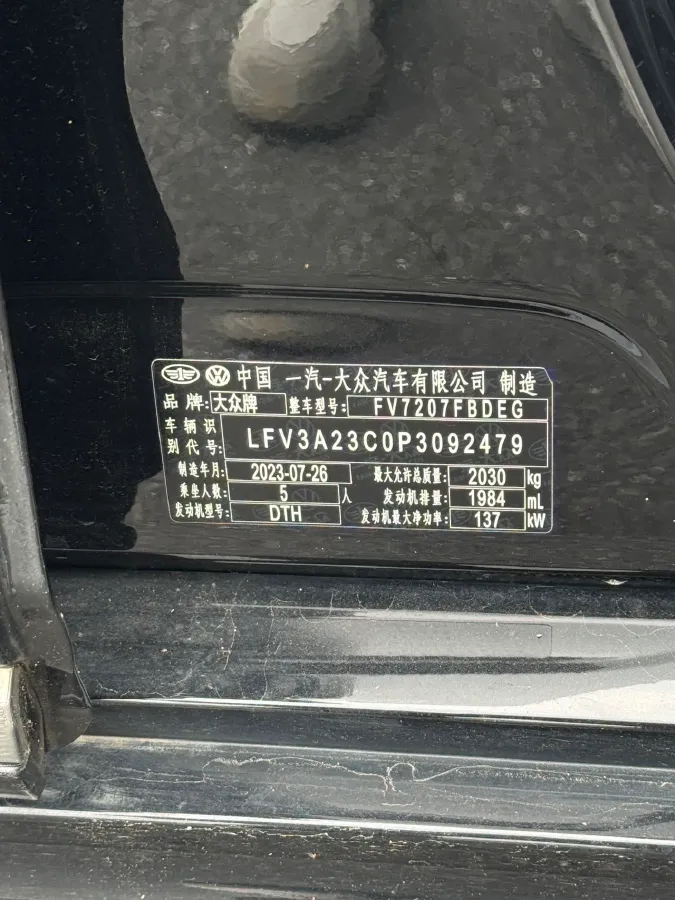 中国 一汽-大众汽车有限公司 制造
品 牌: 大众牌 整车型号: FV7207FBDEG
车 辆 识
别 代 号: LFV3A23C0P3092479
制造年月: 2023-07-26 最大允许总质量: 2030 kg
乘坐人数: 5 人 发动机排量: 1984 mL
发动机型号: DTH 发动机最大净功率: 137 kW